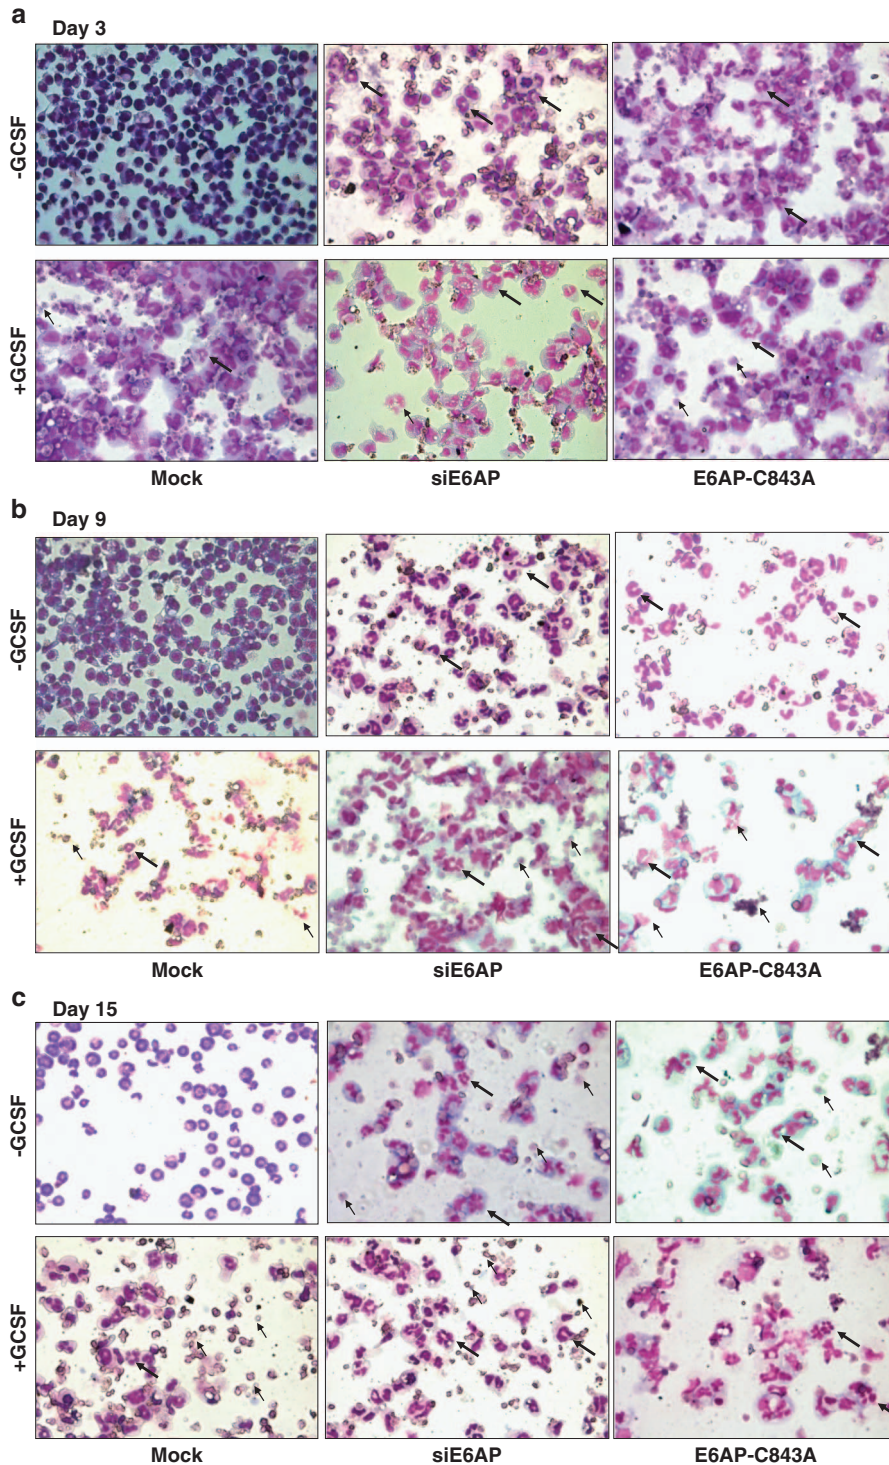 a
Day 3
-GCSF
+GCSF
Mock siE6AP E6AP-C843A
b
Day 9
-GCSF
+GCSF
Mock siE6AP E6AP-C843A
c
Day 15
-GCSF
+GCSF
Mock siE6AP E6AP-C843A